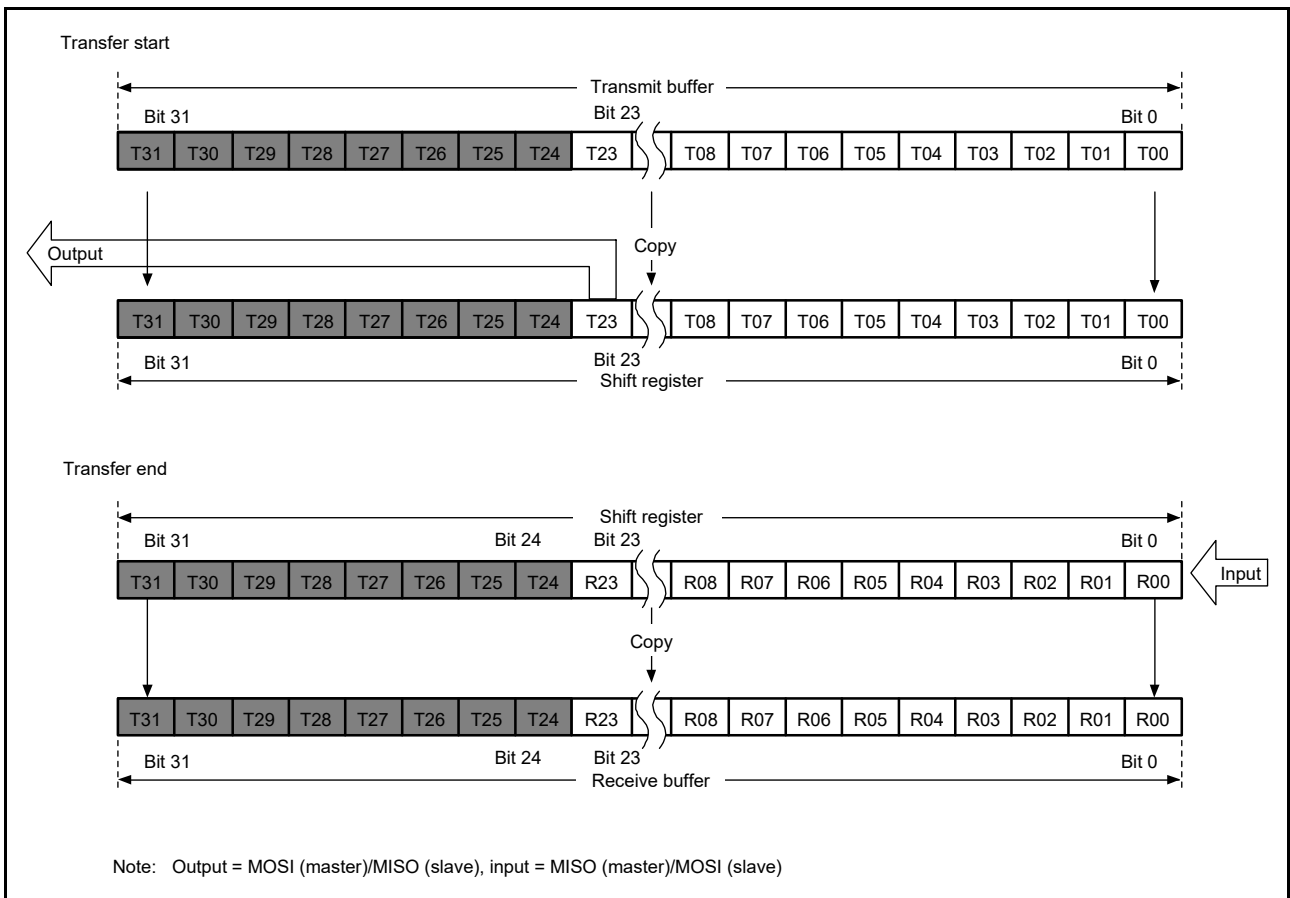 Transfer start
Transmit buffer
Bit 31 Bit 23 Bit 0
T31 T30 T29 T28 T27 T26 T25 T24 T23 T08 T07 T06 T05 T04 T03 T02 T01 T00
Output Copy
T31 T30 T29 T28 T27 T26 T25 T24 T23 T08 T07 T06 T05 T04 T03 T02 T01 T00
Bit 31 Bit 23 Bit 0
Shift register
Transfer end
Shift register
Bit 31 Bit 24 Bit 23 Bit 0
T31 T30 T29 T28 T27 T26 T25 T24 R23 R08 R07 R06 R05 R04 R03 R02 R01 R00 Input
Copy
T31 T30 T29 T28 T27 T26 T25 T24 R23 R08 R07 R06 R05 R04 R03 R02 R01 R00
Bit 31 Bit 24 Bit 23 Bit 0
Receive buffer
Note: Output = MOSI (master)/MISO (slave), input = MISO (master)/MOSI (slave)